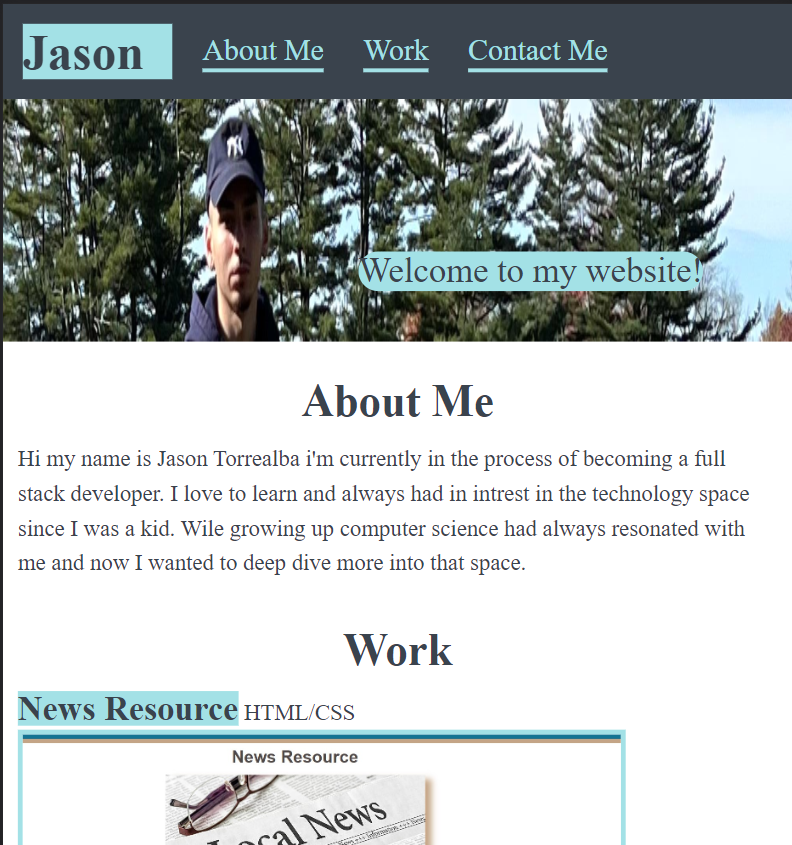 Jason About Me Work Contact Me
Welcome to my website!
About Me
Hi my name is Jason Torrealba i'm currently in the process of becoming a full
stack developer. I love to learn and always had in intrest in the technology space
since I was a kid. Wile growing up computer science had always resonated with
me and now I wanted to deep dive more into that space.
Work
News Resource HTML/CSS
News Resource
Local News